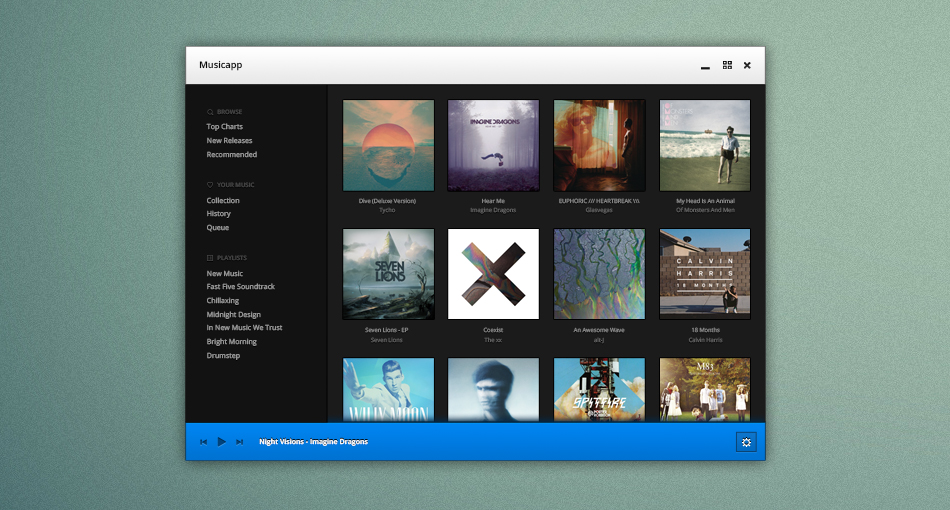 Musicapp
BROWSE
Top Charts
New Releases
Recommended
YOUR MUSIC
Collection
History
Queue
PLAYLISTS
New Music
Fast Five Soundtrack
Chillaxing
Midnight Design
In New Music We Trust
Bright Morning
Drumstep
IMAGINE DRAGONS
Dive (Deluxe Version)
Tycho
Hear Me
Imagine Dragons
EUPHORIC /// HEARTBREAK \\\
Glasvegas
My Head Is An Animal
Of Monsters And Men
SEVEN
LIONS
CALVIN
HARRIS
18 MONTHS
Seven Lions - EP
Seven Lions
Coexist
The xx
An Awesome Wave
alt-J
18 Months
Calvin Harris
WILLY MOON
SPITFIRE
PORTER
ROBINSON
M83
Night Visions - Imagine Dragons